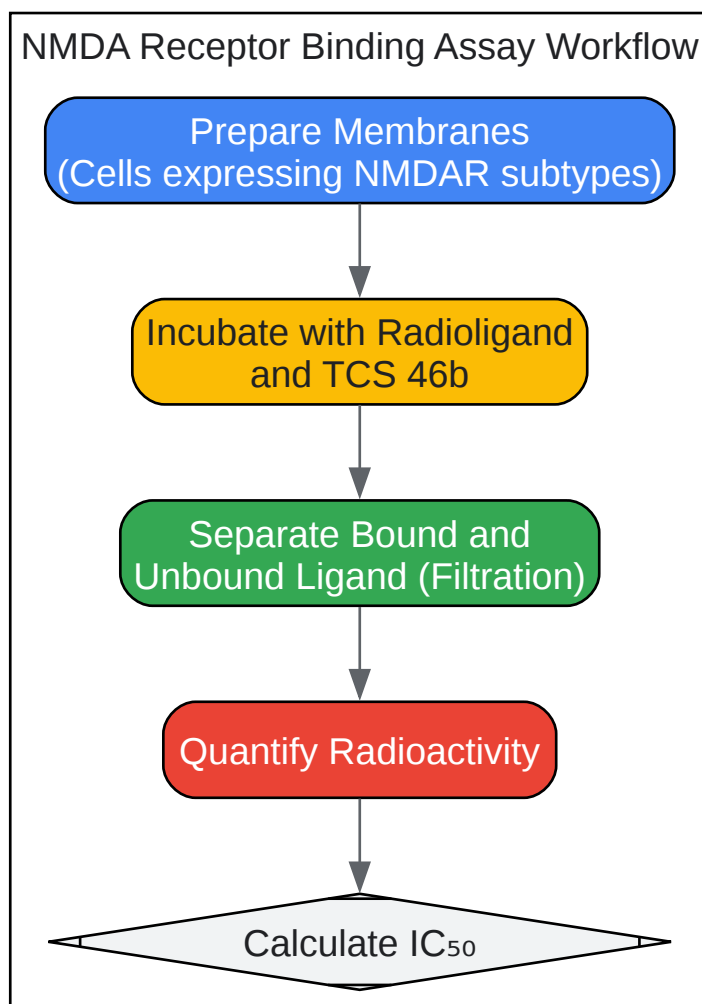 NMDA Receptor Binding Assay Workflow
Prepare Membranes
(Cells expressing NMDAR subtypes)
Incubate with Radioligand
and TCS 46b
Separate Bound and
Unbound Ligand (Filtration)
Quantify Radioactivity
Calculate IC₅₀